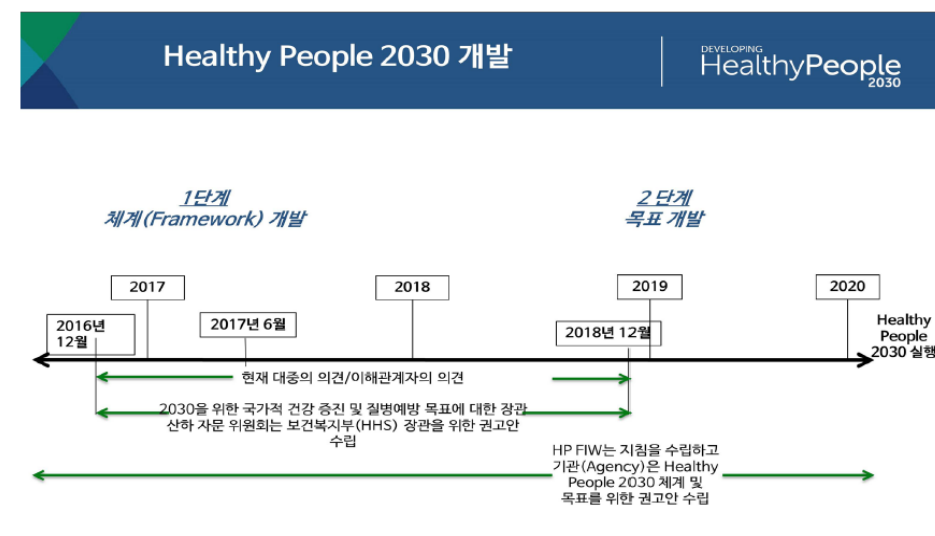 Healthy People 2030 개발
DEVELOPING
HealthyPeople
2030
1단계
체계(Framework) 개발
2 단계
목표 개발
2017
2018
2019
2020
2016년
12월
2017년 6월
2018년 12월
Healthy
People
2030 실행
현재 대중의 의견/이해관계자의 의견
2030을 위한 국가적 건강 증진 및 질병예방 목표에 대한 장관
산하 자문 위원회는 보건복지부(HHS) 장관을 위한 권고안
수립
HP FIW는 지침을 수립하고
기관(Agency)은 Healthy
People 2030 체계 및
목표를 위한 권고안 수립